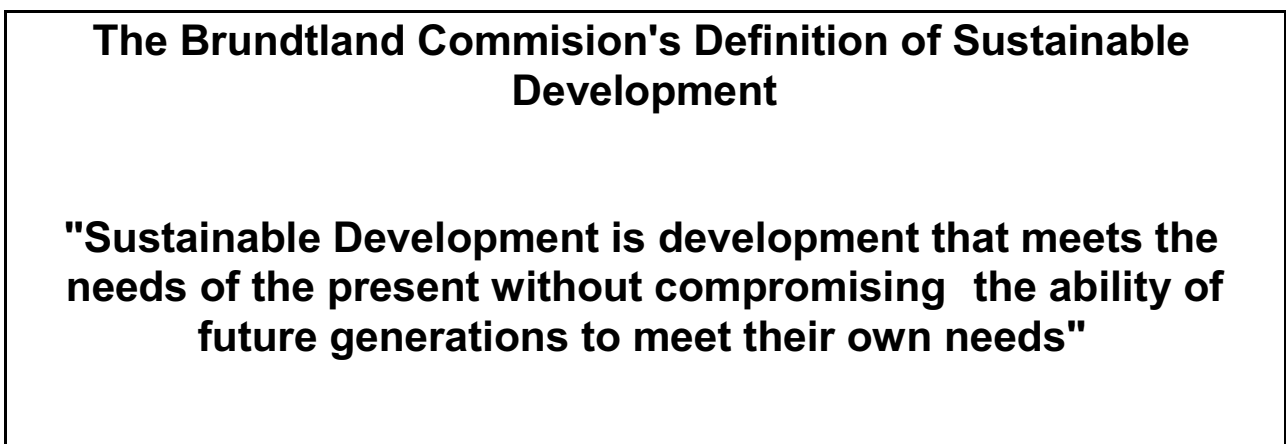 The Brundtland Commision's Definition of Sustainable
Development
"Sustainable Development is development that meets the
needs of the present without compromising the ability of
future generations to meet their own needs"